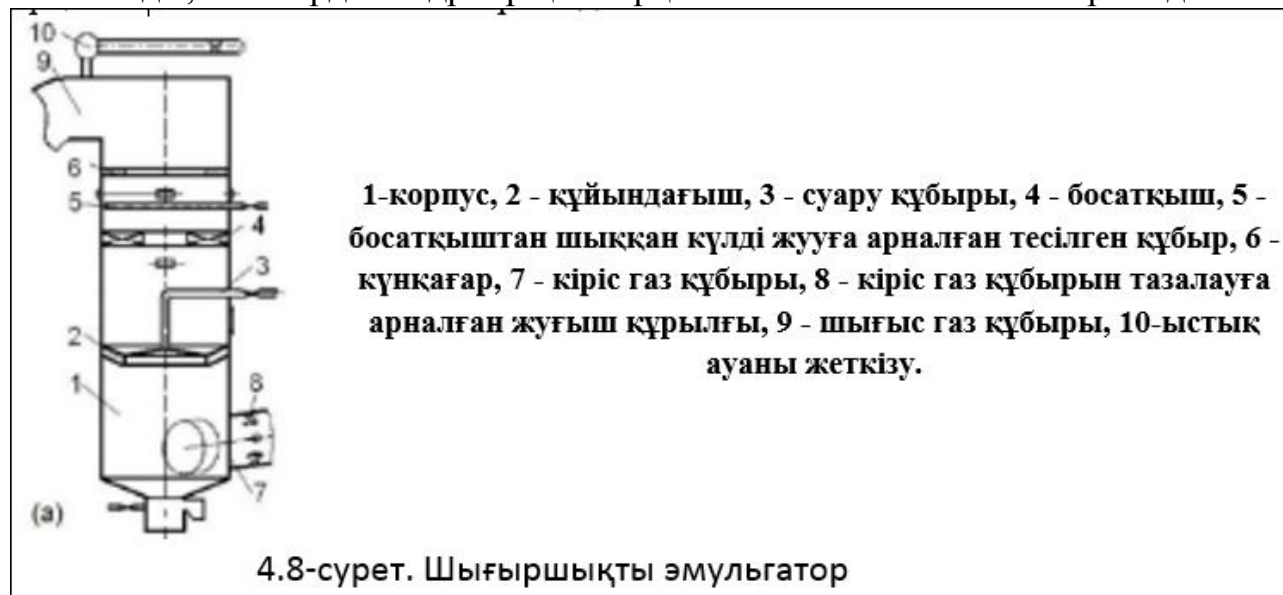 10
9
6
5
4
3
2
1
8
7
(a)
1-корпус, 2 - құйындағыш, 3 - суару құбыры, 4 - босатқыш, 5 -
босатқыштан шыққан күлді жууға арналған тесілген құбыр, 6 -
күнқағар, 7 - кіріс газ құбыры, 8 - кіріс газ құбырын тазалауға
арналған жуғыш құрылғы, 9 - шығыс газ құбыры, 10-ыстық
ауаны жеткізу.
4.8-сурет. Шығыршықты эмульгатор